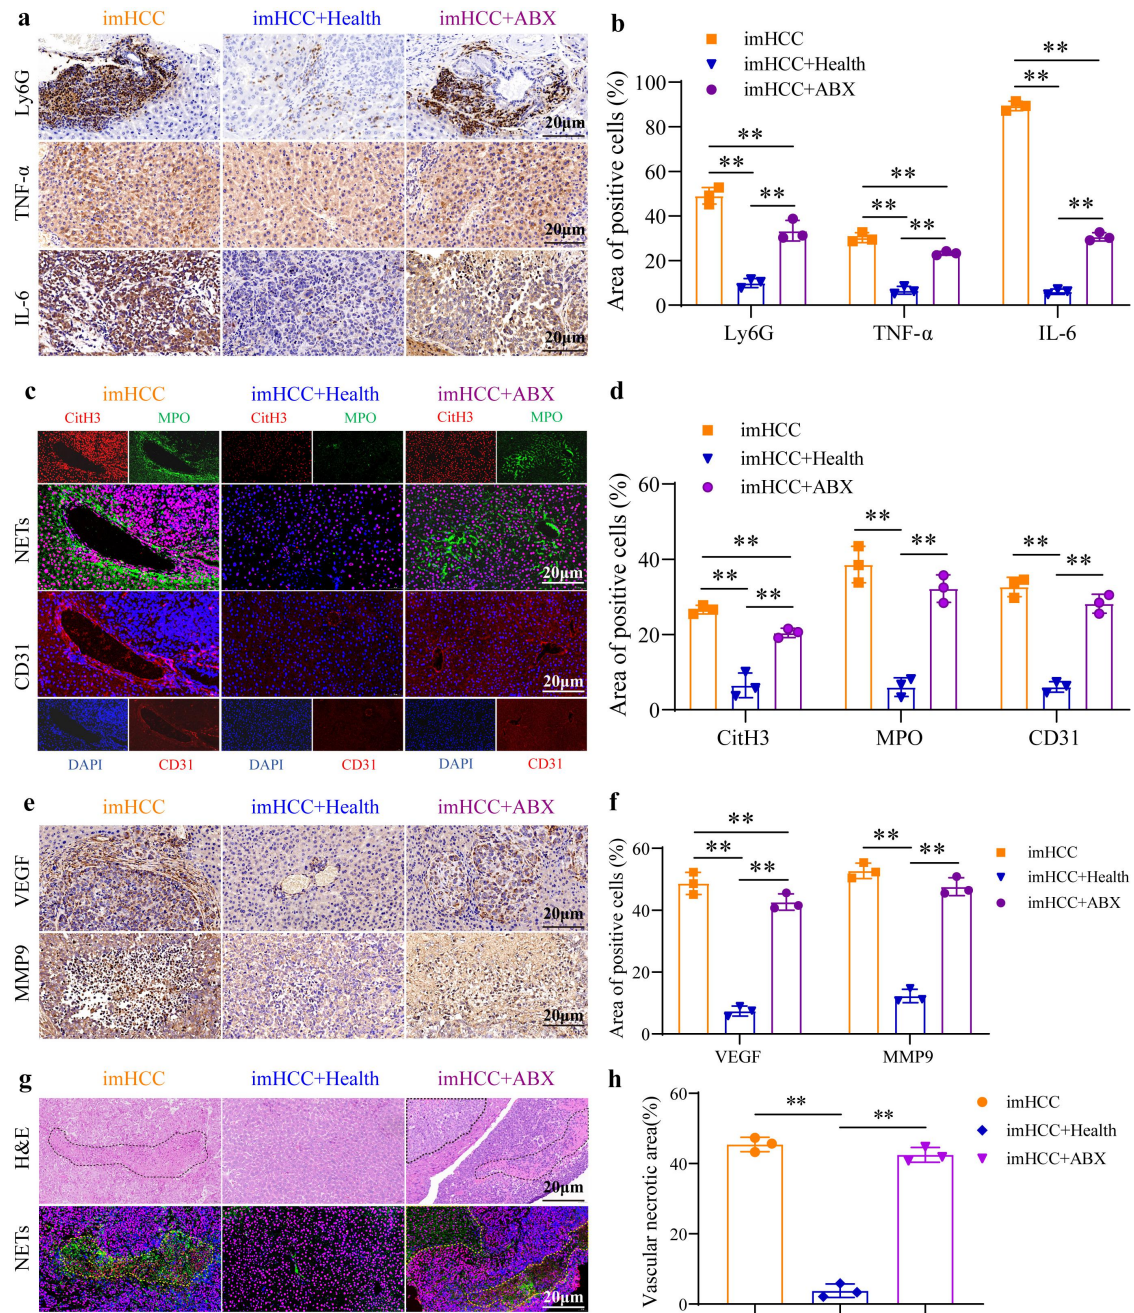 a
imHCC imHCC+Health imHCC+ABX
Ly6G
20μm
TNF-α
20μm
IL-6
20μm
b
imHCC
imHCC+Health
imHCC+ABX
Area of positive cells (%)
100
80
60
40
20
0
** ** ** ** ** ** ** ** **
Ly6G TNF-α IL-6
c
imHCC imHCC+Health imHCC+ABX
CitH3 MPO CitH3 MPO CitH3 MPO
NETs
20μm
CD31
20μm
DAPI CD31 DAPI CD31 DAPI CD31
d
imHCC
imHCC+Health
imHCC+ABX
Area of positive cells (%)
60
40
20
0
** ** ** ** ** ** **
CitH3 MPO CD31
e
imHCC imHCC+Health imHCC+ABX
VEGF
20μm
MMP9
20μm
f
imHCC
imHCC+Health
imHCC+ABX
Area of positive cells (%)
60
40
20
0
** ** ** ** **
VEGF MMP9
g
imHCC imHCC+Health imHCC+ABX
H&E
20μm
NETs
20μm
h
imHCC
imHCC+Health
imHCC+ABX
Vascular necrotic area(%)
60
40
20
0
** **